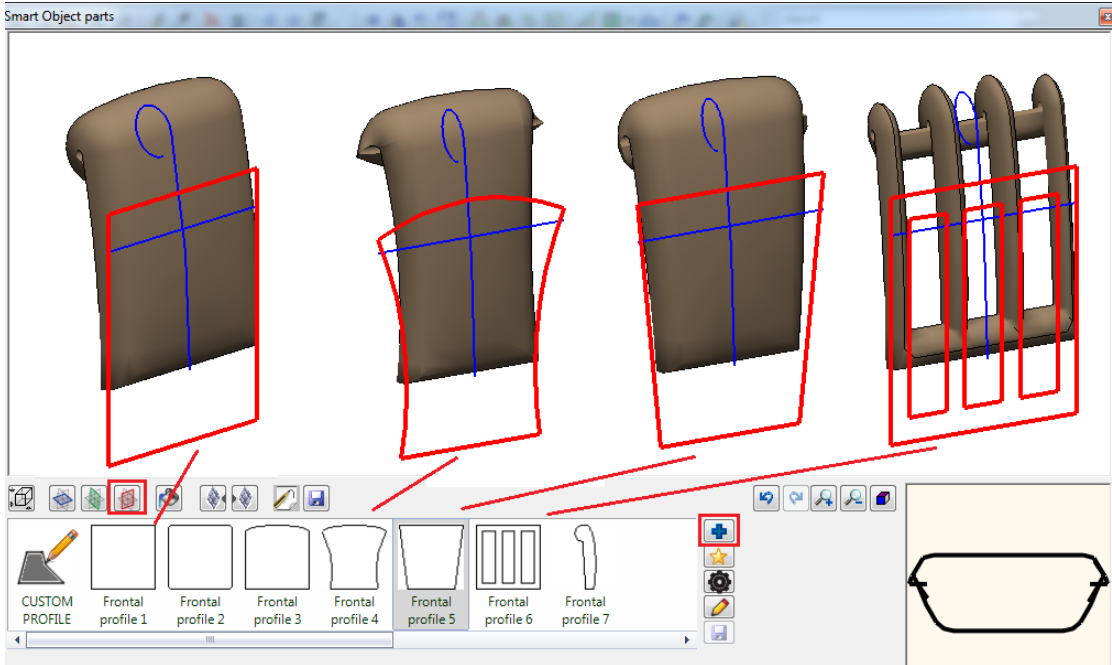 Smart Object parts
CUSTOM PROFILE
Frontal profile 1
Frontal profile 2
Frontal profile 3
Frontal profile 4
Frontal profile 5
Frontal profile 6
Frontal profile 7